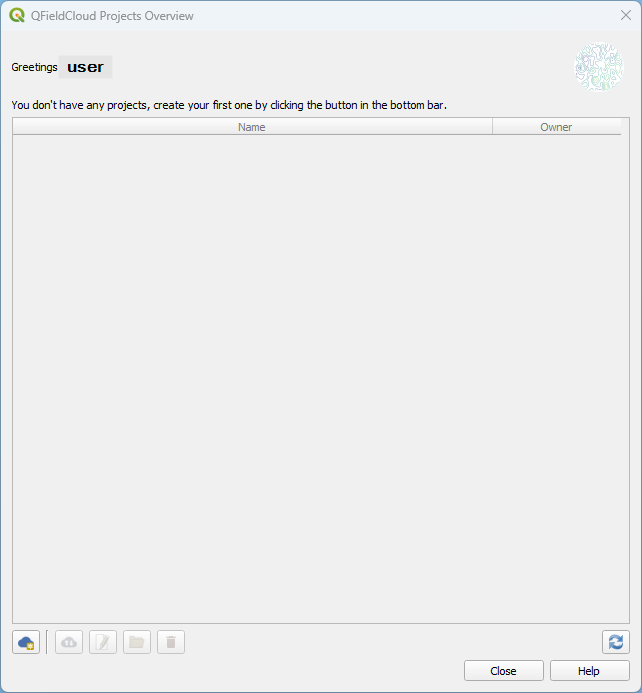 QFieldCloud Projects Overview
Greetings user
You don't have any projects, create your first one by clicking the button in the bottom bar.
Name Owner
Close Help